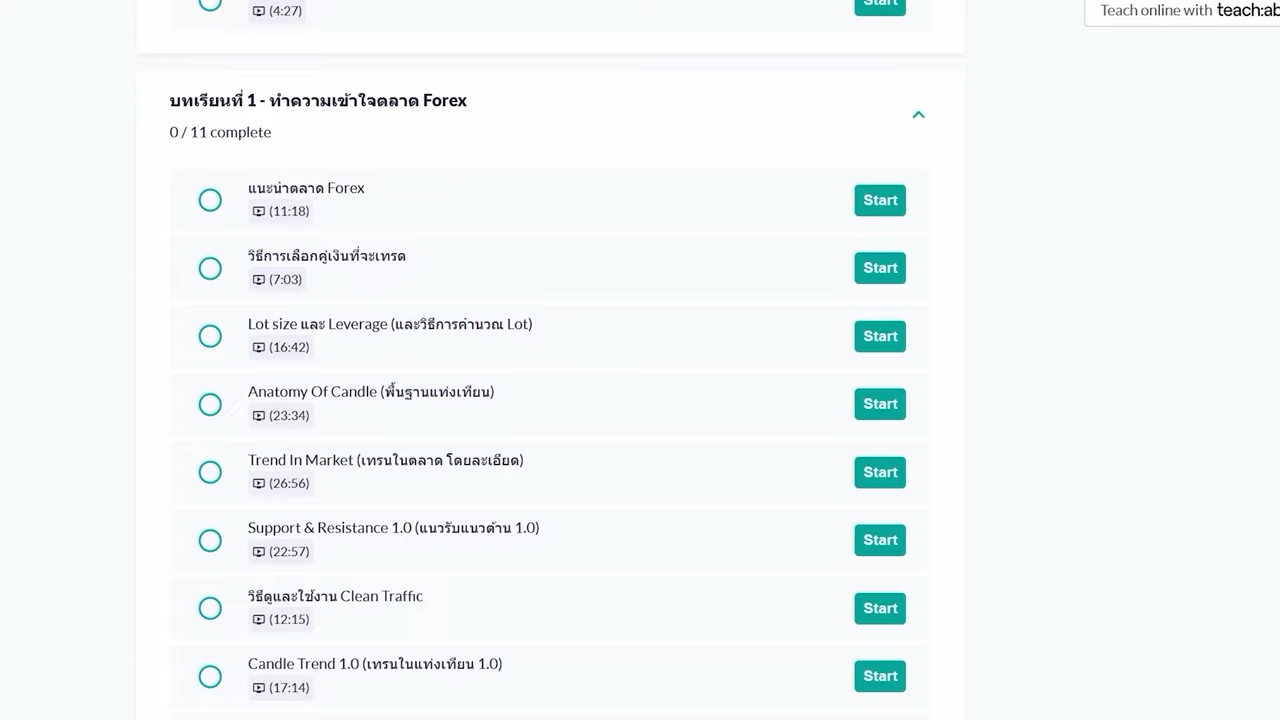 (4:27)
Start
Teach online with teach:ab
บทเรียนที่ 1 - ทำความเข้าใจตลาด Forex
0 / 11 complete
แนะนำตลาด Forex
(11:18)
Start
วิธีการเลือกคู่เงินที่จะเทรด
(7:03)
Start
Lot size และ Leverage (และวิธีการคำนวณ Lot)
(16:42)
Start
Anatomy Of Candle (พื้นฐานแท่งเทียน)
(23:34)
Start
Trend In Market (เทรนในตลาด โดยละเอียด)
(26:56)
Start
Support & Resistance 1.0 (แนวรับแนวต้าน 1.0)
(22:57)
Start
วิธีดูและใช้งาน Clean Traffic
(12:15)
Start
Candle Trend 1.0 (เทรนในแท่งเทียน 1.0)
(17:14)
Start